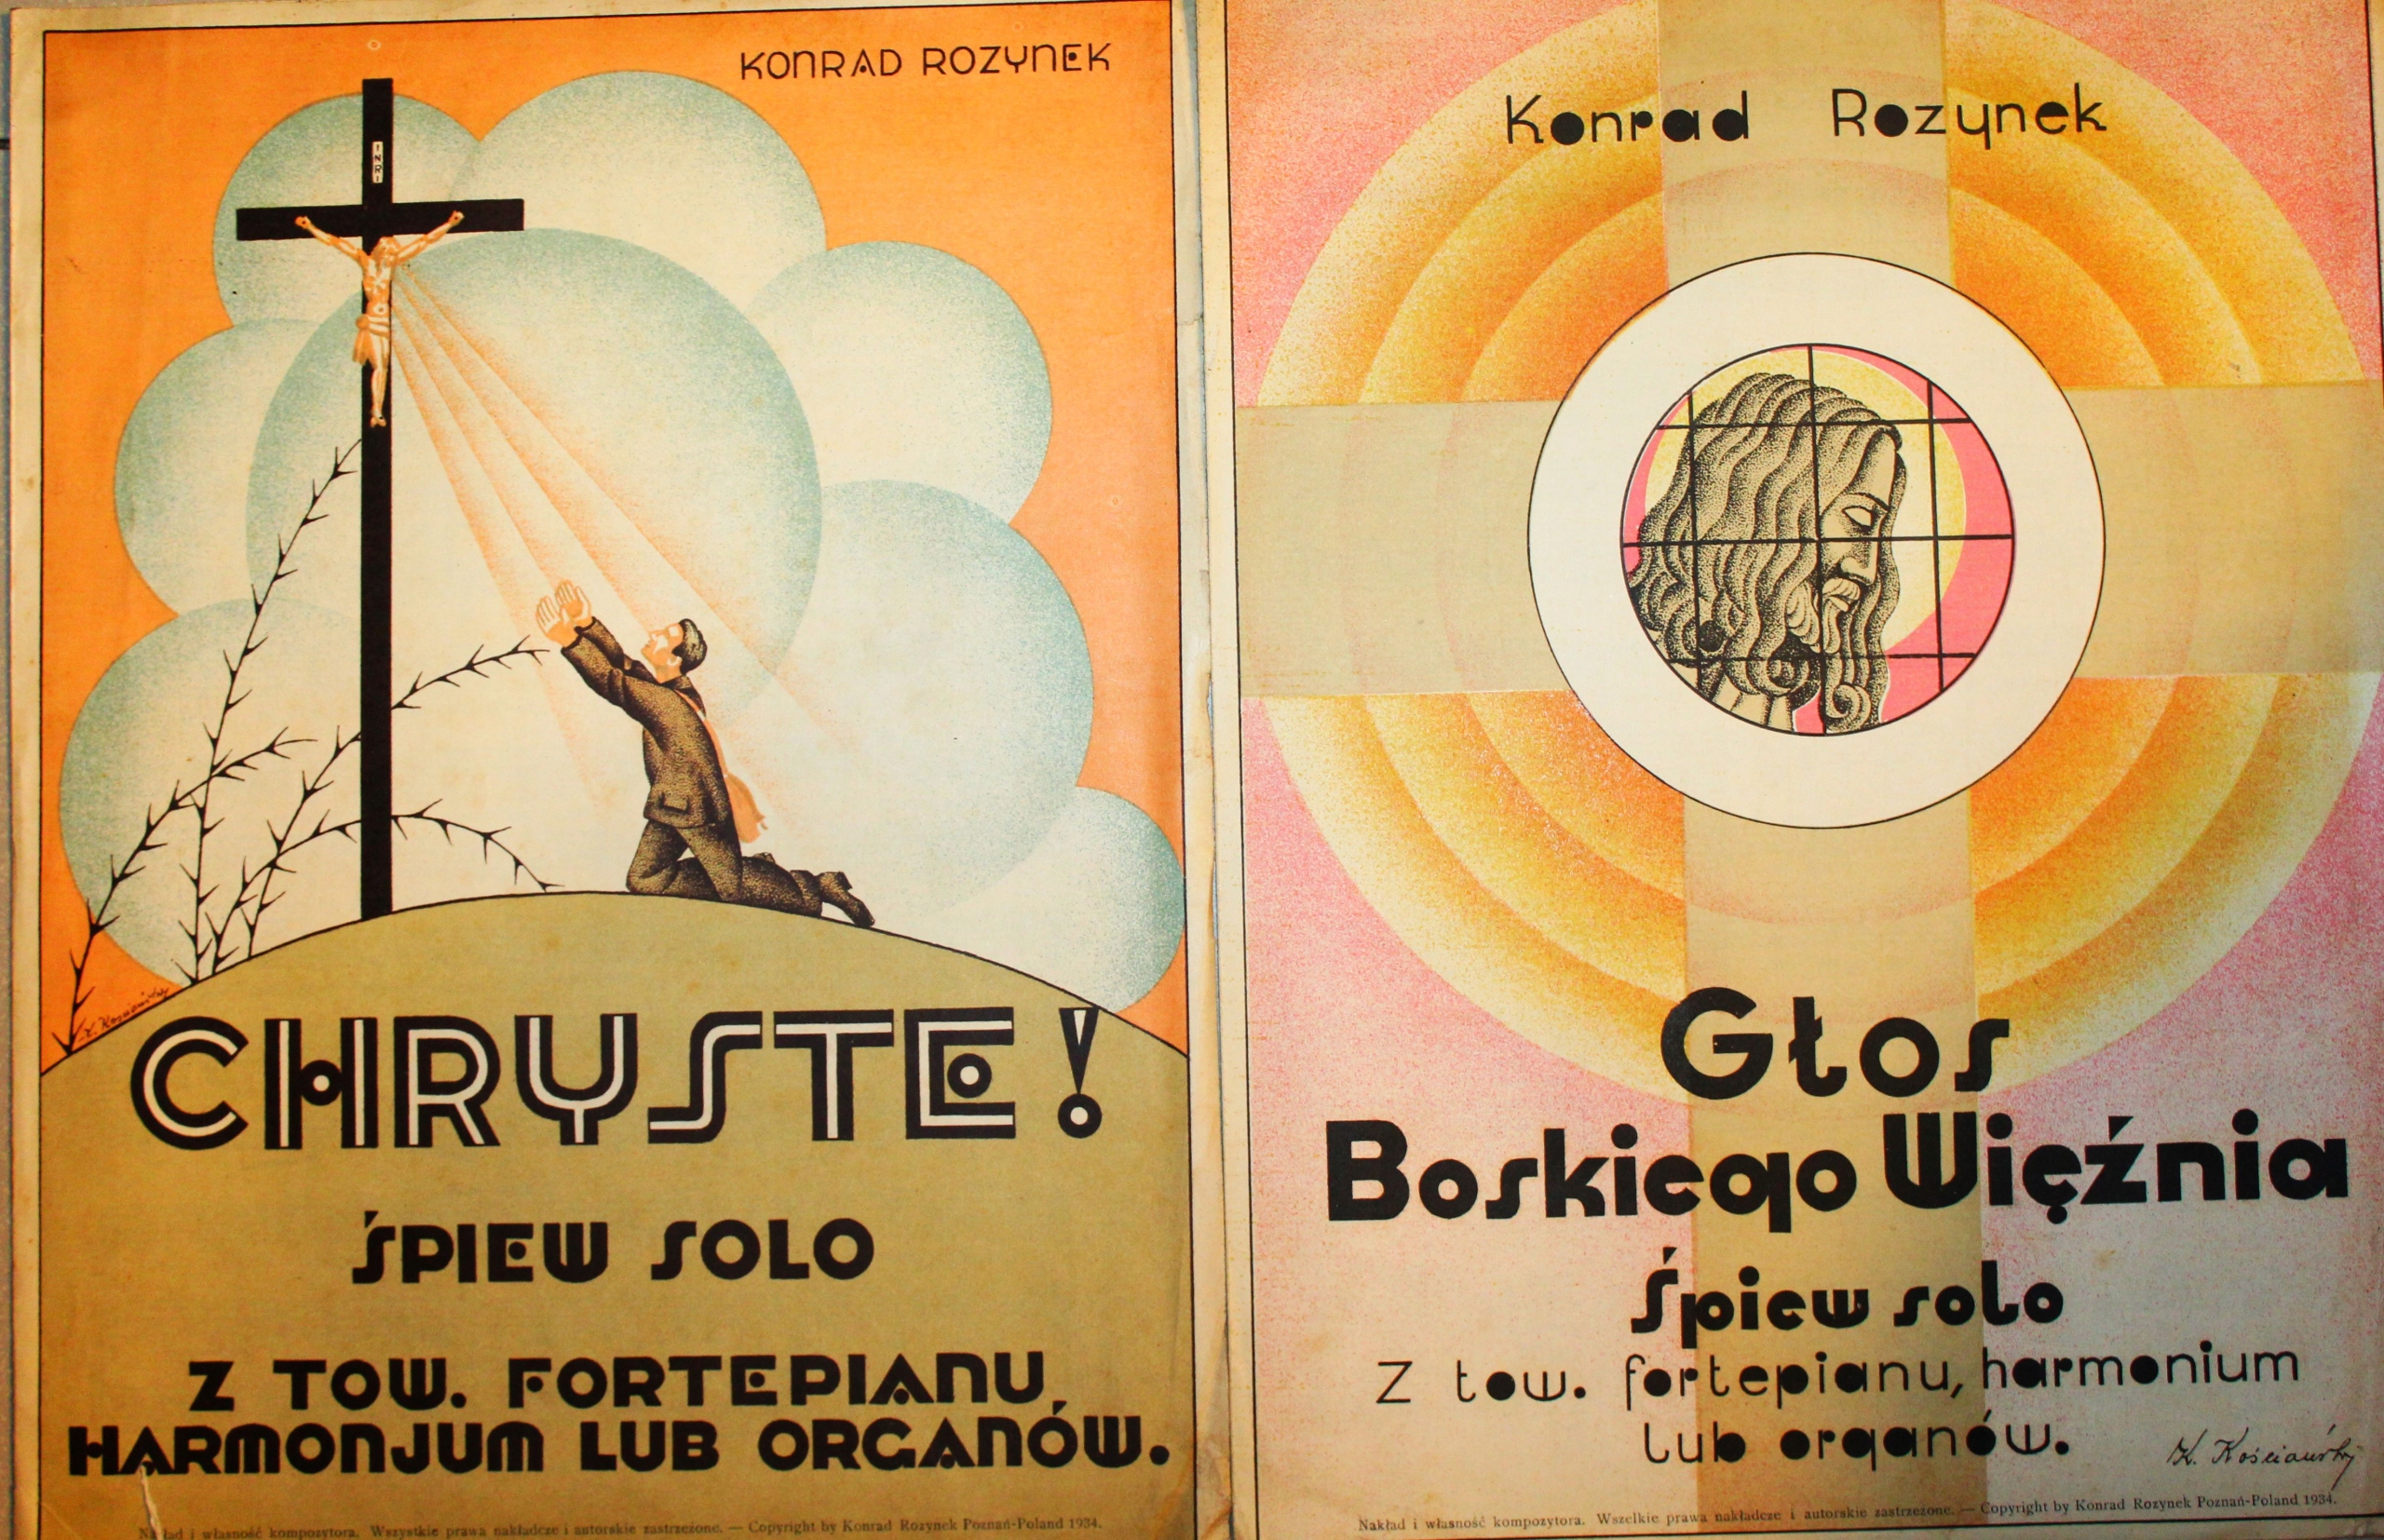 KONRAD ROZYNEK
INRI
CHRYSTE!
ŚPIEW SOLO
Z TOW. FORTEPIANU,
HARMONJUM LUB ORGANÓW.
Nakład i własność kompozytora. Wszystkie prawa nakładcze i autorskie zastrzeżone. — Copyright by Konrad Rozynek Poznań-Poland 1934.
Konrad Rozynek
Głos
Boskiego Więźnia
Śpiew solo
Z tow. fortepianu, harmonium
lub organów.
K. Kościański
Nakład i własność kompozytora. Wszelkie prawa nakładcze i autorskie zastrzeżone. — Copyright by Konrad Rozynek Poznań-Poland 1934.